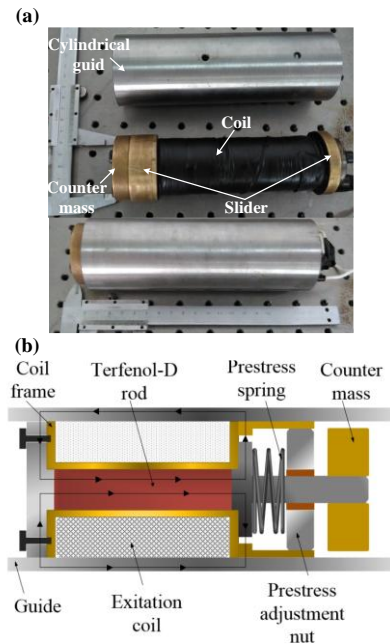 (a)
Cylindrical
guid
Coil
Counter
mass
Slider
(b)
Coil
frame
Terfenol-D
rod
Prestress
spring
Counter
mass
Guide
Exitation
coil
Prestress
adjustment
nut